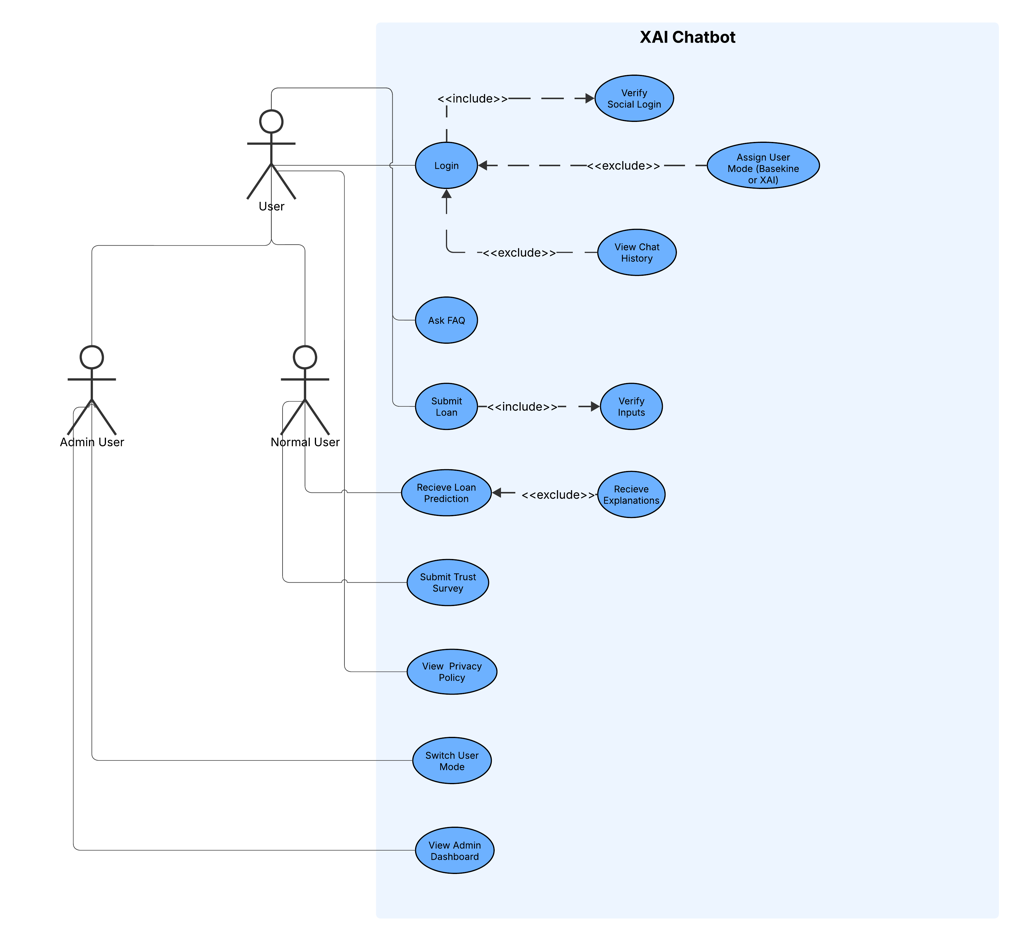 XAI Chatbot
<<include>>
Verify
Social Login
Login
<<exclude>>
Assign User
Mode (Basekine
or XAI)
User
<<exclude>>
View Chat
History
Ask FAQ
Submit
Loan
<<include>>
Verify
Inputs
Admin User
Normal User
Recieve Loan
Prediction
<<exclude>>
Recieve
Explanations
Submit Trust
Survey
View  Privacy
Policy
Switch User
Mode
View Admin
Dashboard